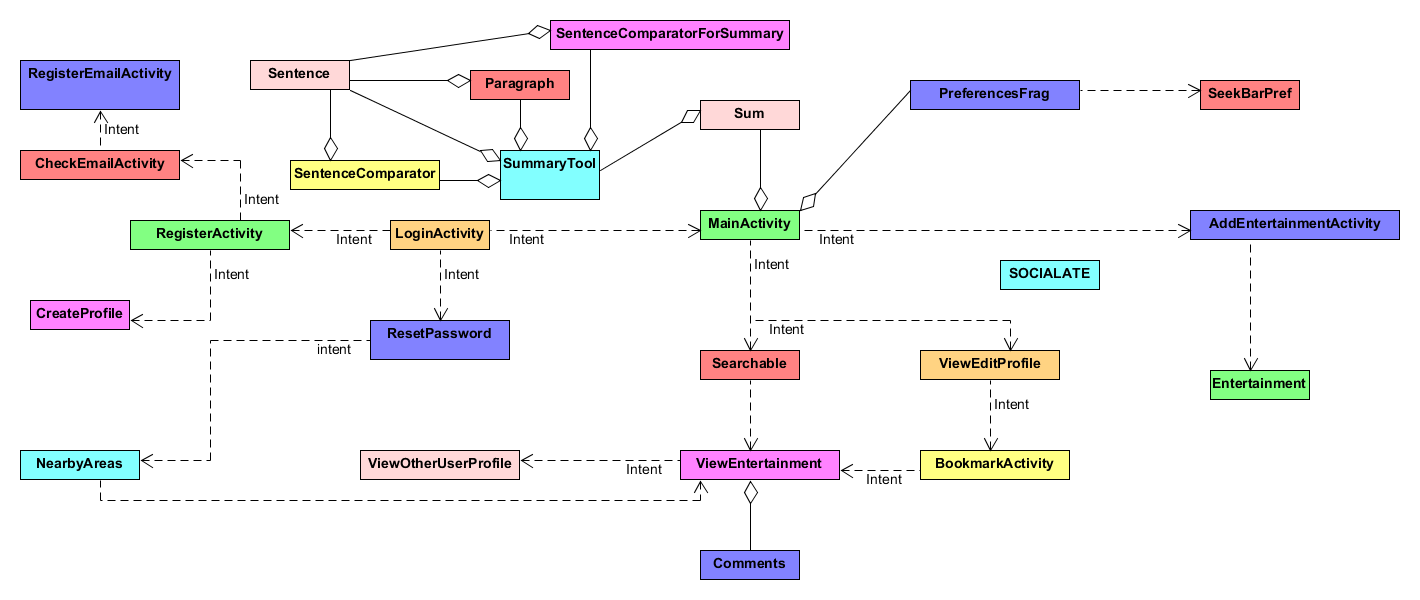 SentenceComparatorForSummary
RegisterEmailActivity
Sentence
Paragraph
PreferencesFrag
SeekBarPref
Sum
Intent
CheckEmailActivity
SentenceComparator
SummaryTool
Intent
RegisterActivity
Intent
LoginActivity
Intent
MainActivity
Intent
AddEntertainmentActivity
Intent
Intent
Intent
SOCIALATE
CreateProfile
ResetPassword
Intent
intent
Searchable
ViewEditProfile
Entertainment
Intent
NearbyAreas
ViewOtherUserProfile
Intent
ViewEntertainment
Intent
BookmarkActivity
Comments